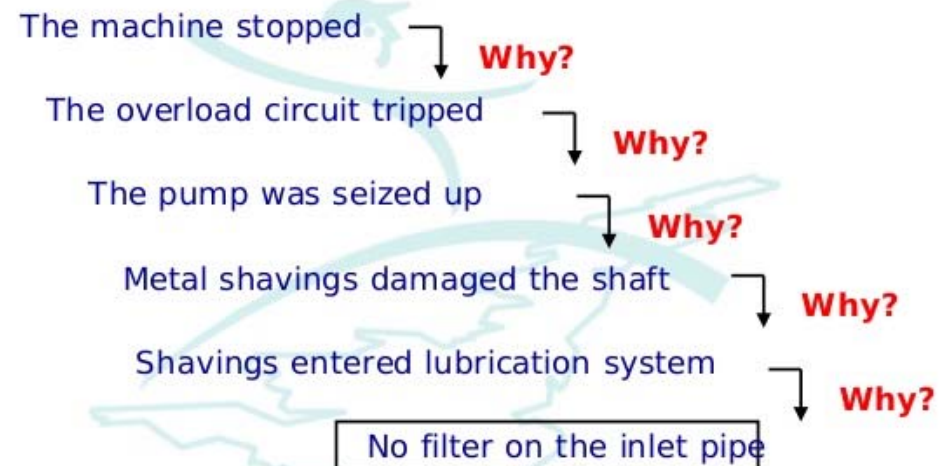 The machine stopped
Why?
The overload circuit tripped
Why?
The pump was seized up
Why?
Metal shavings damaged the shaft
Why?
Shavings entered lubrication system
Why?
No filter on the inlet pipe